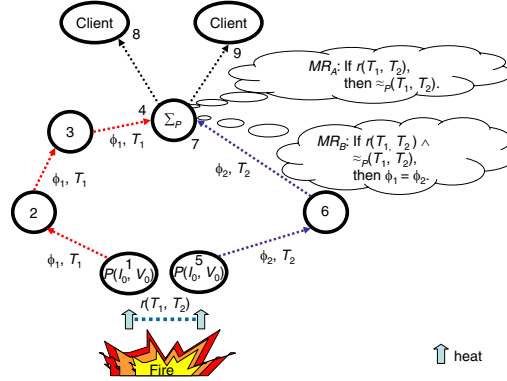 Client
Client
8
9
MR_A: If r(T_1, T_2),
then ≈_P(T_1, T_2).
4
Σ_P
7
3
ϕ_1, T_1
MR_B: If r(T_1, T_2) ∧
≈_P(T_1, T_2),
then ϕ_1 = ϕ_2.
ϕ_1, T_1
ϕ_2, T_2
2
6
ϕ_1, T_1
1
P(I_0, V_0)
5
P(I_0, V_0)
ϕ_2, T_2
r(T_1, T_2)
Fire
heat